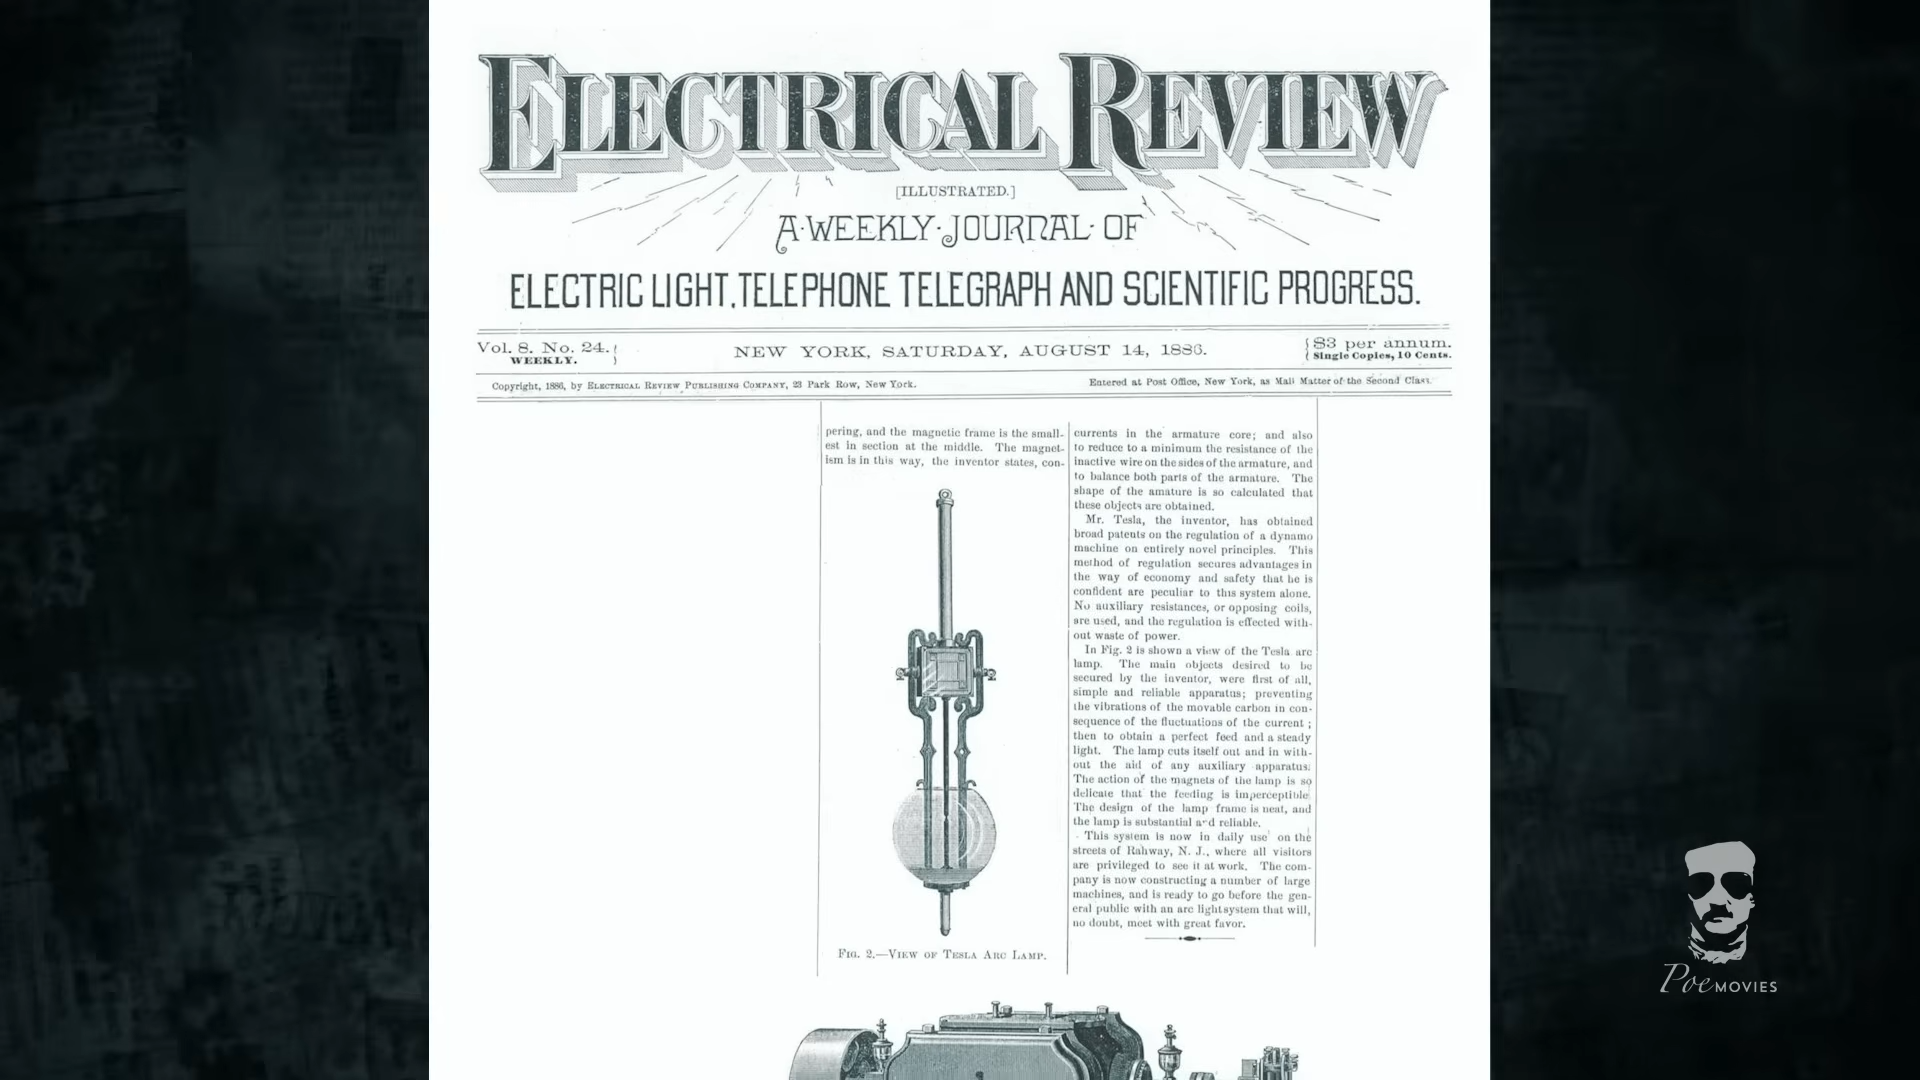 ELECTRICAL REVIEW
[ILLUSTRATED.]
A·WEEKLY·JOURNAL·OF
ELECTRIC LIGHT, TELEPHONE TELEGRAPH AND SCIENTIFIC PROGRESS.
Vol. 8. No. 24.
WEEKLY.
NEW YORK, SATURDAY, AUGUST 14, 1886.
$3 per annum.
Single Copies, 10 Cents.
Copyright, 1886, by ELECTRICAL REVIEW PUBLISHING COMPANY, 23 Park Row, New York.
Entered at Post Office, New York, as Mail Matter of the Second Class.
pering, and the magnetic frame is the small-
est in section at the middle. The magnet-
ism is in this way, the inventor states, con-
FIG. 2.—VIEW OF TESLA ARC LAMP.
currents in the armature core; and also
to reduce to a minimum the resistance of the
inactive wire on the sides of the armature, and
to balance both parts of the armature. The
shape of the amature is so calculated that
these objects are obtained.
Mr. Tesla, the inventor, has obtained
broad patents on the regulation of a dynamo
machine on entirely novel principles. This
method of regulation secures advantages in
the way of economy and safety that he is
confident are peculiar to this system alone.
No auxiliary resistances, or opposing coils,
are used, and the regulation is effected with-
out waste of power.
In Fig. 2 is shown a view of the Tesla arc
lamp. The main objects desired to be
secured by the inventor, were first of all,
simple and reliable apparatus; preventing
the vibrations of the movable carbon in con-
sequence of the fluctuations of the current ;
then to obtain a perfect feed and a steady
light. The lamp cuts itself out and in with-
out the aid of any auxiliary apparatus.
The action of the magnets of the lamp is so
delicate that the feeding is imperceptible
The design of the lamp frame is neat, and
the lamp is substantial and reliable.
This system is now in daily use on the
streets of Rahway, N. J., where all visitors
are privileged to see it at work. The com-
pany is now constructing a number of large
machines, and is ready to go before the gen-
eral public with an arc light system that will,
no doubt, meet with great favor.
Poe MOVIES